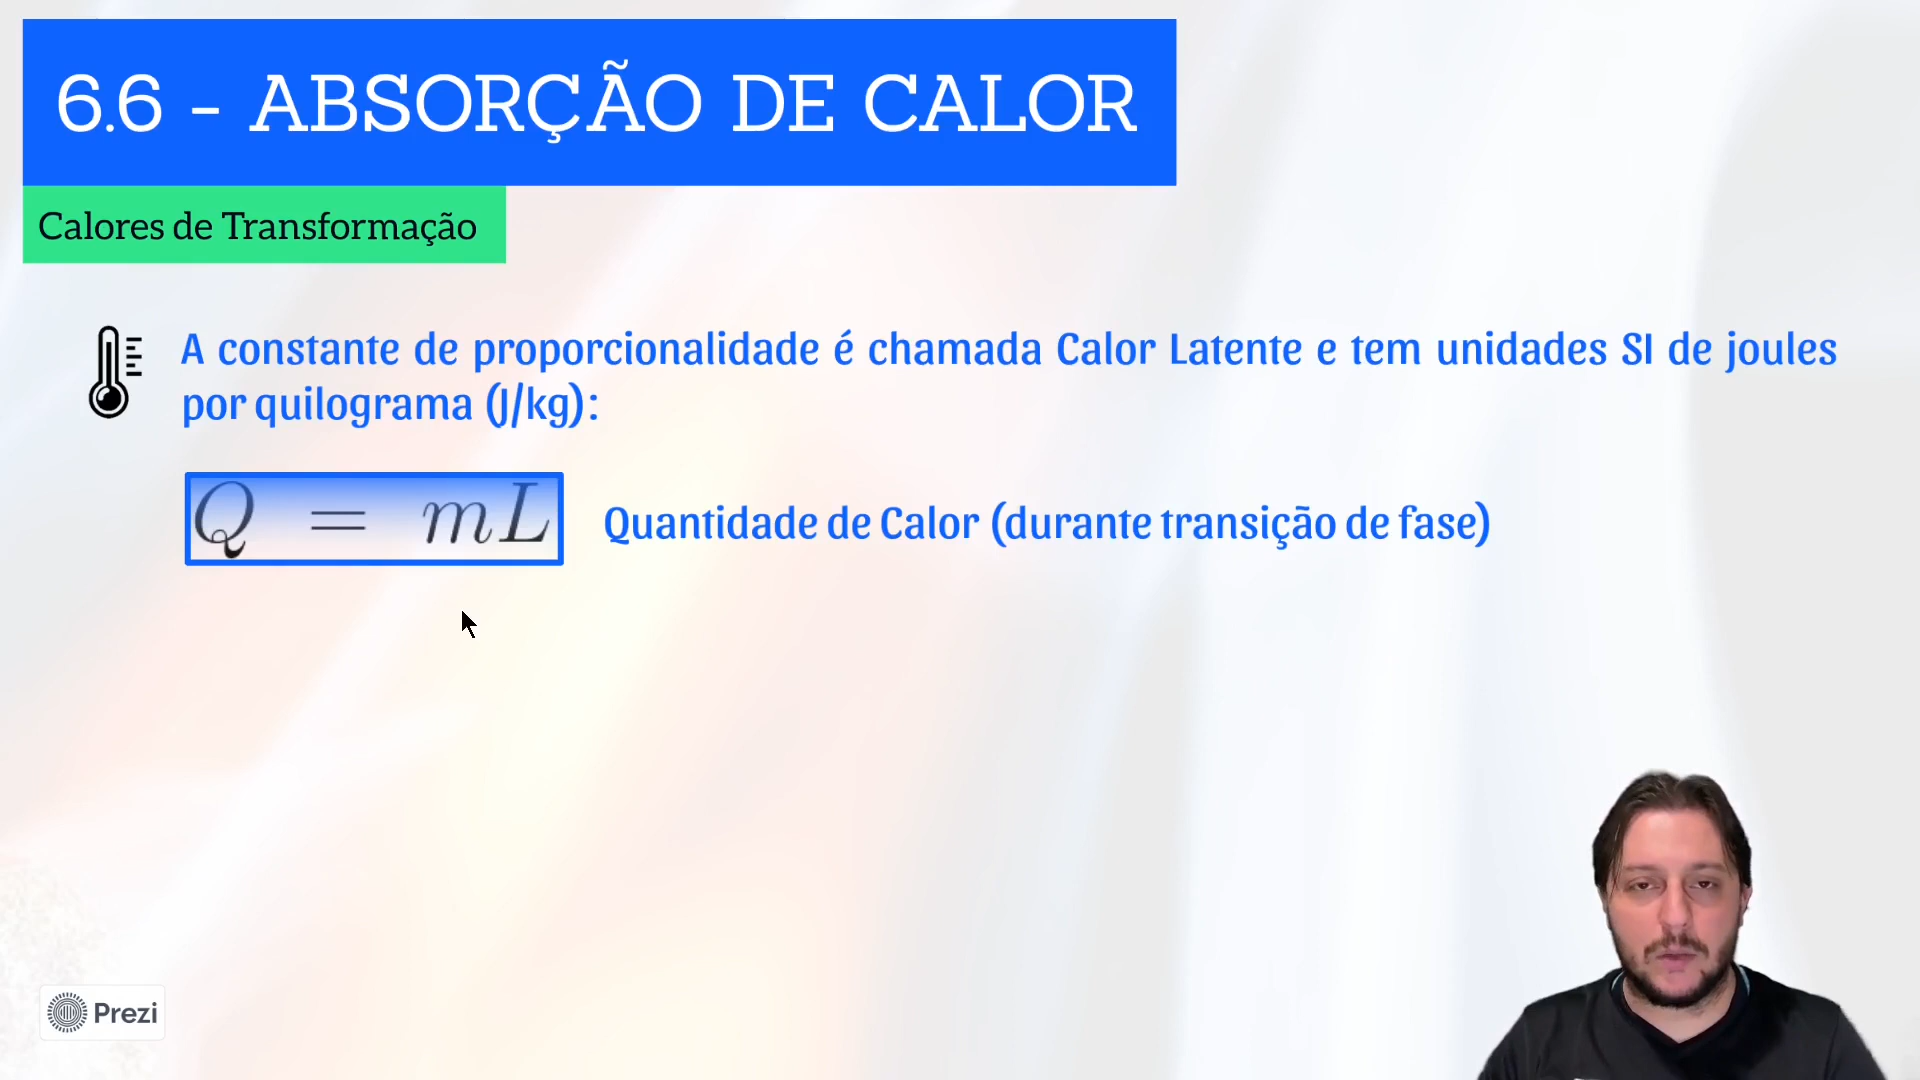 6.6 - ABSORÇÃO DE CALOR
Calores de Transformação
A constante de proporcionalidade é chamada Calor Latente e tem unidades SI de joules
por quilograma (J/kg):
Q = mL
Quantidade de Calor (durante transição de fase)
Prezi